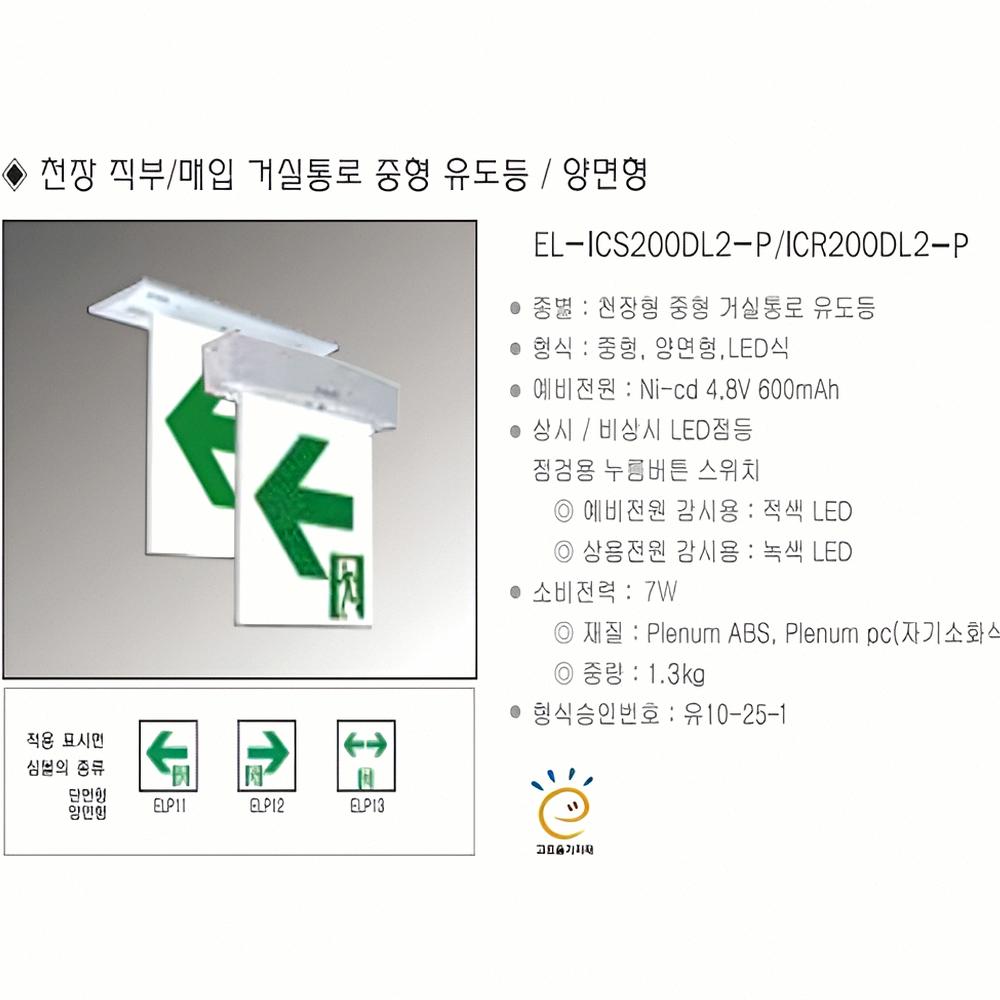 천장 직부/매입 거실통로 중형 유도등 / 양면형
EL-ICS200DL2-P/ICR200DL2-P
종별 : 천장형 중형 거실통로 유도등
형식 : 중형, 양면형,LED식
예비전원 : Ni-cd 4.8V 600mAh
상시 / 비상시 LED점등
점검용 누름버튼 스위치
◎ 예비전원 감시용 : 적색 LED
◎ 상용전원 감시용 : 녹색 LED
소비전력 : 7W
◎ 재질 : Plenum ABS, Plenum pc(자기소화
◎ 중량 : 1.3kg
형식승인번호 : 유10-25-1
적용 표시면
심볼의 종류
단면형
양면형
ELP11
ELP12
ELP13
고효율기자재